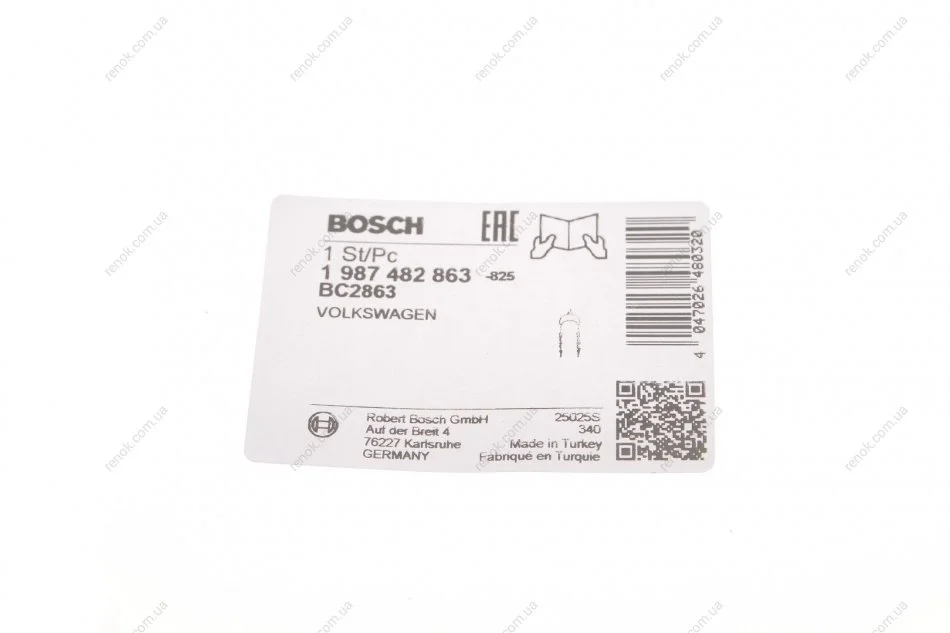 BOSCH
EAC
1 St/Pc
1 987 482 863 -825
BC2863
VOLKSWAGEN
4 047026 480320
Robert Bosch GmbH
Auf der Breit 4
76227 Karlsruhe
GERMANY
25025S
340
Made in Turkey
Fabriqué en Turquie
renok.com.ua